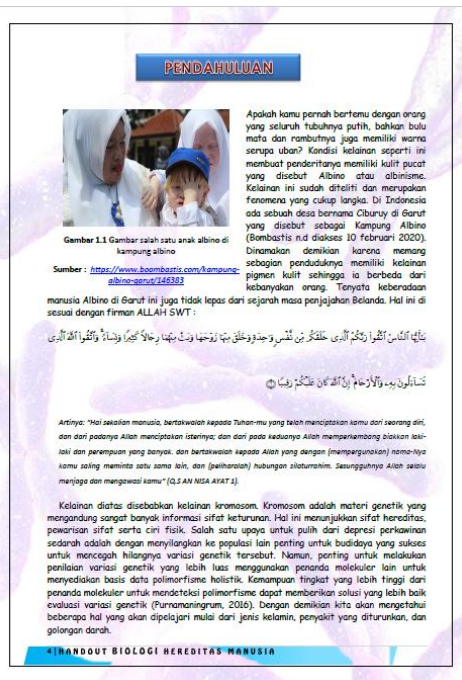 PENDAHULUAN
Apakah kamu pernah bertemu dengan orang
yang seluruh tubuhnya putih, bahkan bulu
mata dan rambutnya juga memiliki warna
serupa uban? Kondisi kelainan seperti ini
membuat penderitanya memiliki kulit pucat
yang disebut Albino atau albinisme.
Kelainan ini sudah diteliti dan merupakan
fenomena yang cukup langka. Di Indonesia
ada sebuah desa bernama Ciburuy di Garut
yang disebut sebagai Kampung Albino
(Bombastis n.d diakses 10 februari 2020).
Dinamakan demikian karena memang
sebagian penduduknya memiliki kelainan
pigmen kulit sehingga ia berbeda dari
kebanyakan orang. Tenyata keberadaan
Gambar 1.1 Gambar salah satu anak albino di
kampung albino
Sumber : https://www.boombastis.com/kampung-
albino-garut/146383
manusia Albino di Garut ini juga tidak lepas dari sejarah masa penjajahan Belanda. Hal ini di
sesuai dengan firman ALLAH SWT :
يَٰٓأَيُّهَا ٱلنَّاسُ ٱتَّقُوا۟ رَبَّكُمُ ٱلَّذِى خَلَقَكُم مِّن نَّفْسٍ وَٰحِدَةٍ وَخَلَقَ مِنْهَا زَوْجَهَا وَبَثَّ مِنْهُمَا رِجَالًا كَثِيرًا وَنِسَآءً ۚ وَٱتَّقُوا۟ ٱللَّهَ ٱلَّذِى
تَسَآءَلُونَ بِهِۦ وَٱلْأَرْحَامَ ۚ إِنَّ ٱللَّهَ كَانَ عَلَيْكُمْ رَقِيبًا ۝١
Artinya: "Hai sekalian manusia, bertakwalah kepada Tuhan-mu yang telah menciptakan kamu dari seorang diri,
dan dari padanya Allah menciptakan isterinya; dan dari pada keduanya Allah memperkembang biakkan laki-
laki dan perempuan yang banyak. dan bertakwalah kepada Allah yang dengan (mempergunakan) nama-Nya
kamu saling meminta satu sama lain, dan (peliharalah) hubungan silaturrahim. Sesungguhnya Allah selalu
menjaga dan mengawasi kamu" (Q.S AN NISA AYAT 1).
Kelainan diatas disebabkan kelainan kromosom. Kromosom adalah materi genetik yang
mengandung sangat banyak informasi sifat keturunan. Hal ini menunjukkan sifat hereditas,
pewarisan sifat serta ciri fisik. Salah satu upaya untuk pulih dari depresi perkawinan
sedarah adalah dengan menyilangkan ke populasi lain penting untuk budidaya yang sukses
untuk mencegah hilangnya variasi genetik tersebut. Namun, penting untuk melakukan
penilaian variasi genetik yang lebih luas menggunakan penanda molekuler lain untuk
menyediakan basis data polimorfisme holistik. Kemampuan tingkat yang lebih tinggi dari
penanda molekuler untuk mendeteksi polimorfisme dapat memberikan solusi yang lebih baik
evaluasi variasi genetik (Purnamaningrum, 2016). Dengan demikian kita akan mengetahui
beberapa hal yang akan dipelajari mulai dari jenis kelamin, penyakit yang diturunkan, dan
golongan darah.
4|HANDOUT BIOLOGI HEREDITAS MANUSIA